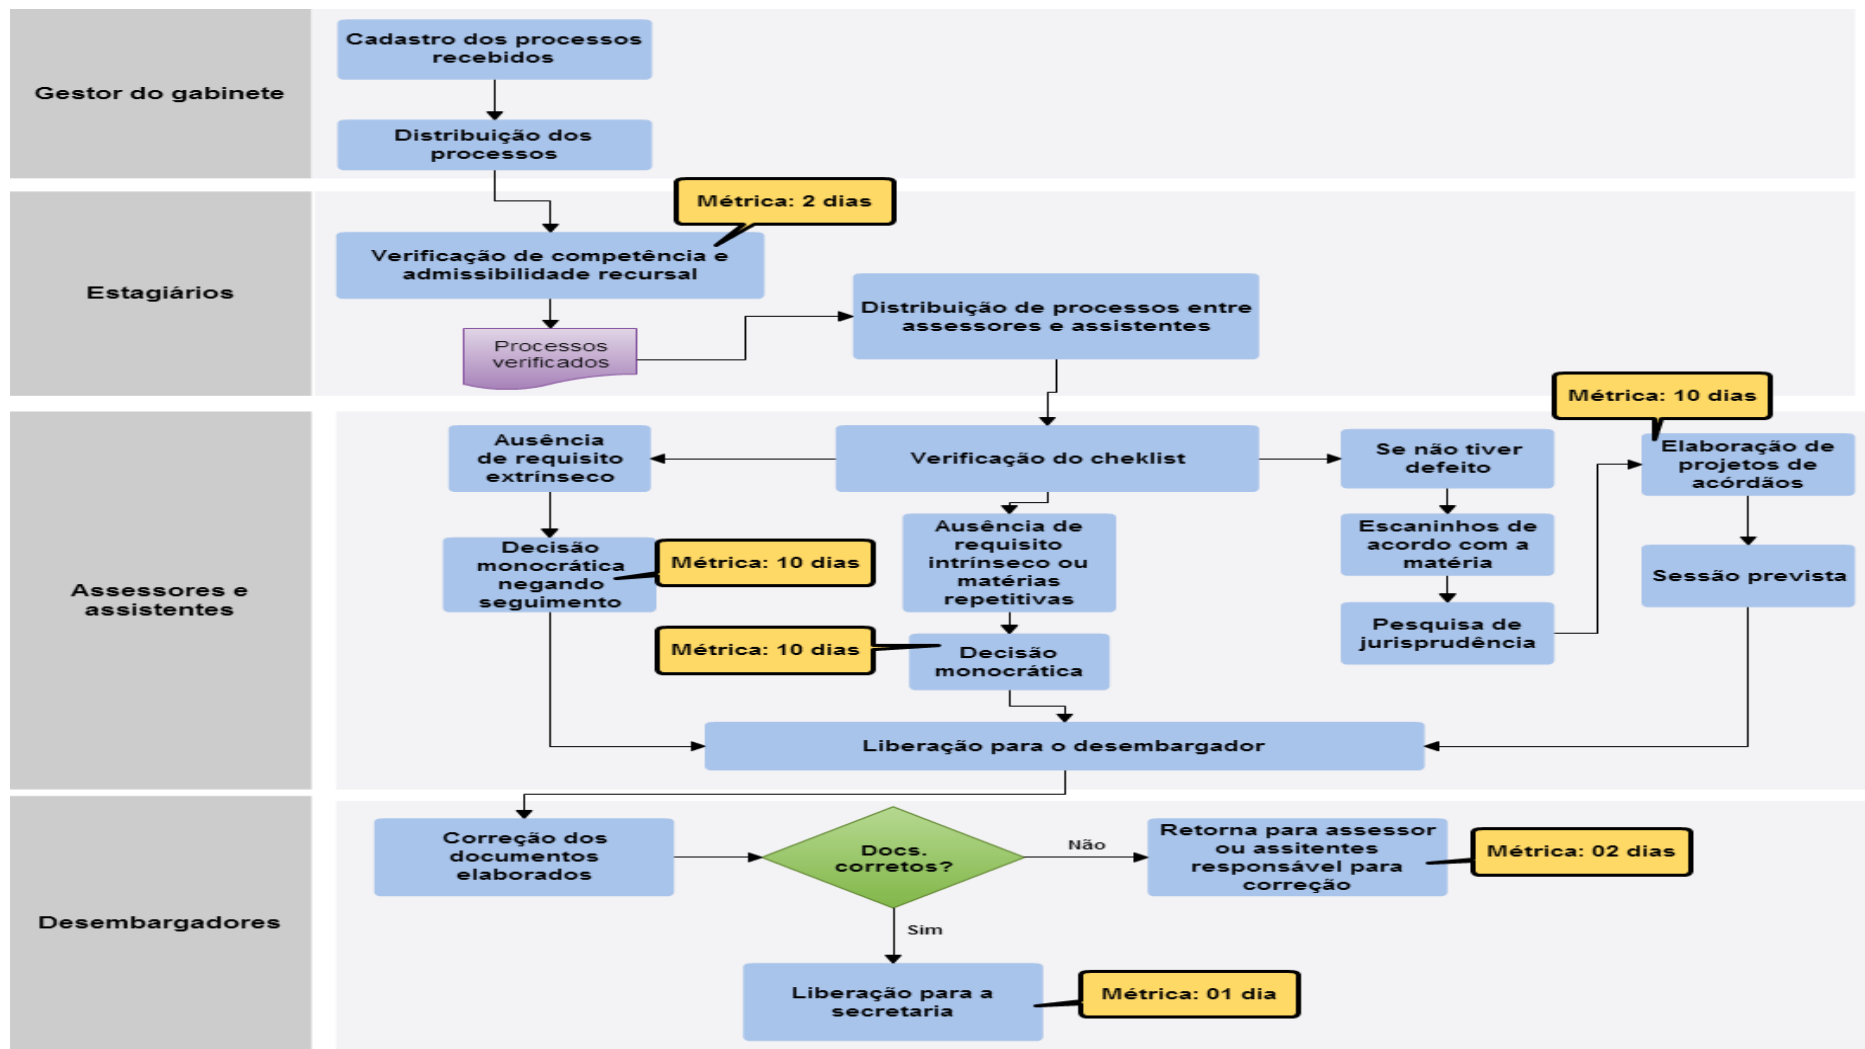 Gestor do gabinete
Cadastro dos processos
recebidos
Distribuição dos
processos
Estagiários
Métrica: 2 dias
Verificação de competência e
admissibilidade recursal
Processos
verificados
Distribuição de processos entre
assessores e assistentes
Assessores e
assistentes
Ausência
de requisito
extrínseco
Verificação do cheklist
Se não tiver
defeito
Métrica: 10 dias
Elaboração de
projetos de
acórdãos
Decisão
monocrática
negando
seguimento
Métrica: 10 dias
Ausência de
requisito
intrínseco ou
matérias
repetitivas
Escaninhos de
acordo com a
matéria
Sessão prevista
Métrica: 10 dias
Decisão
monocrática
Pesquisa de
jurisprudência
Liberação para o desembargador
Desembargadores
Correção dos
documentos
elaborados
Docs.
corretos?
Não
Retorna para assessor
ou assitentes
responsável para
correção
Métrica: 02 dias
Sim
Liberação para a
secretaria
Métrica: 01 dia